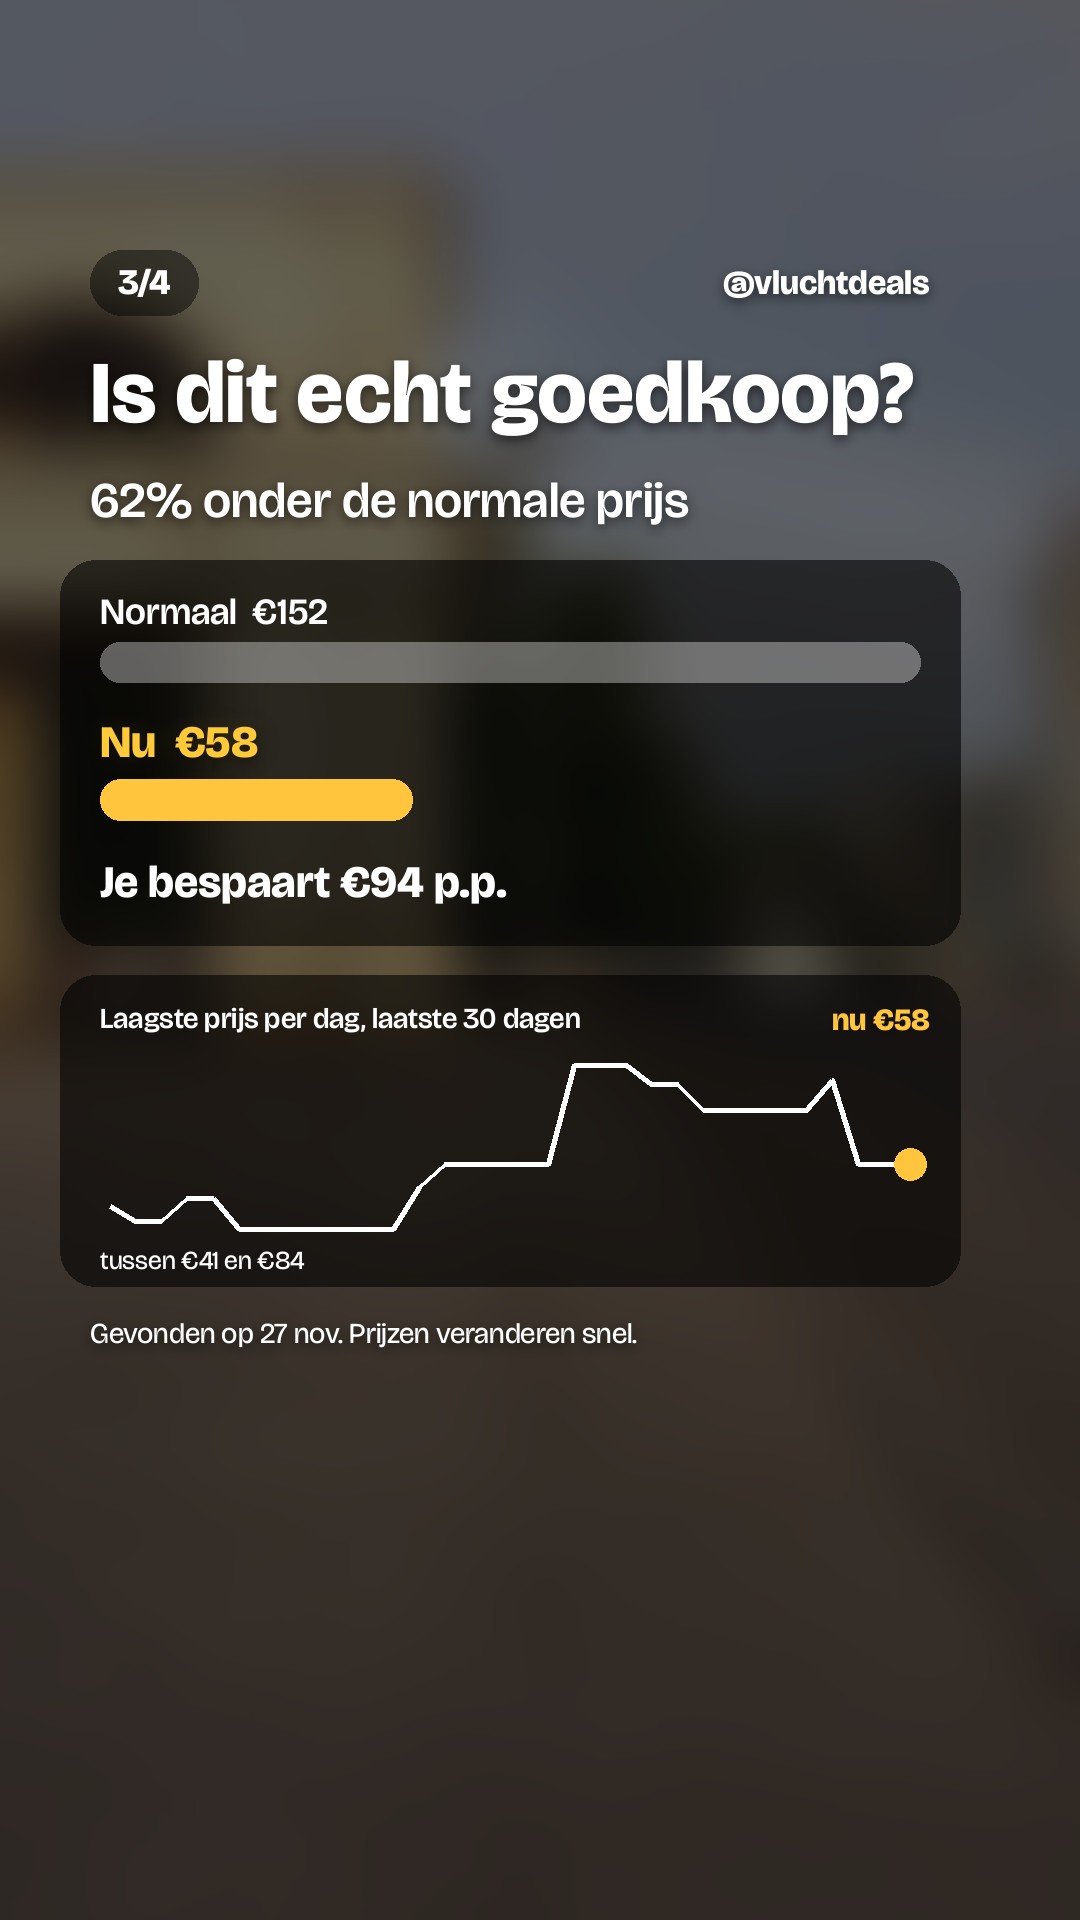 3/4
@vluchtdeals
Is dit echt goedkoop?
62% onder de normale prijs
Normaal €152
Nu €58
Je bespaart €94 p.p.
Laagste prijs per dag, laatste 30 dagen
nu €58
tussen €41 en €84
Gevonden op 27 nov. Prijzen veranderen snel.